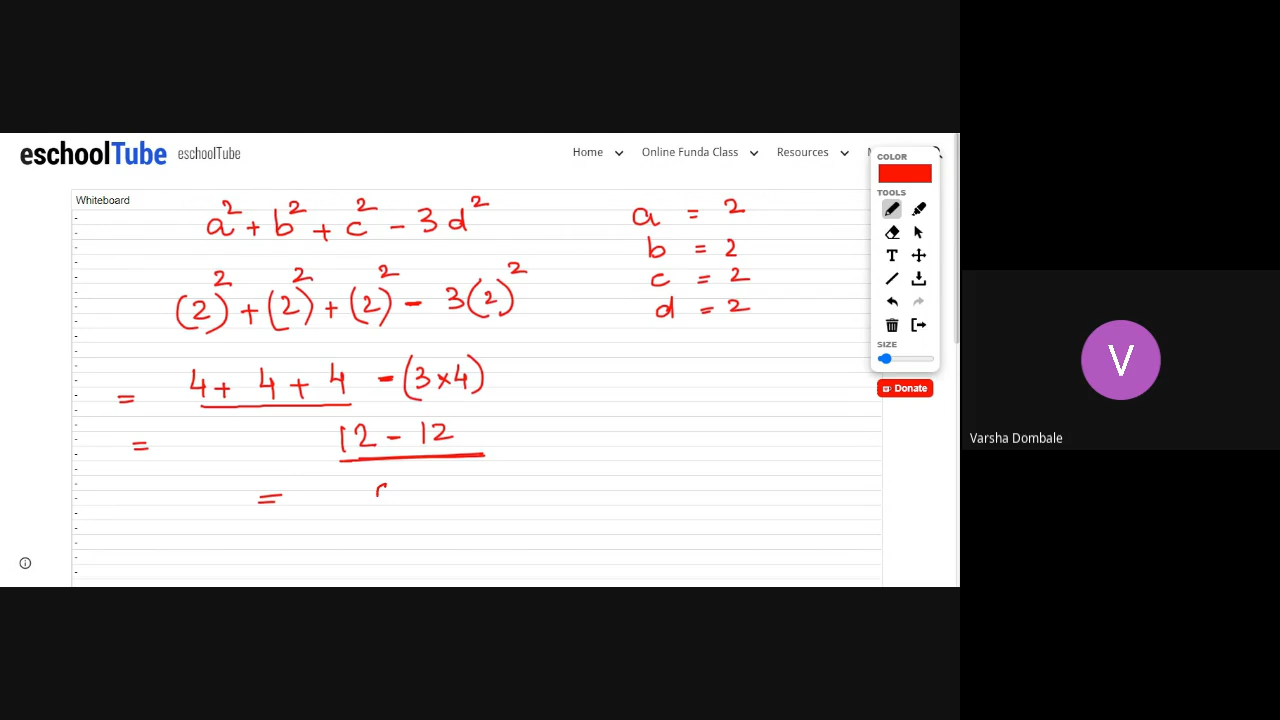 eschoolTube eschoolTube Home Online Funda Class Resources
COLOR
TOOLS
T
SIZE
Donate
Whiteboard
a² + b² + c² - 3d²
(2)² + (2)² + (2)² - 3(2)²
= 4 + 4 + 4 - (3×4)
= 12 - 12
=
a = 2
b = 2
c = 2
d = 2
V
Varsha Dombale